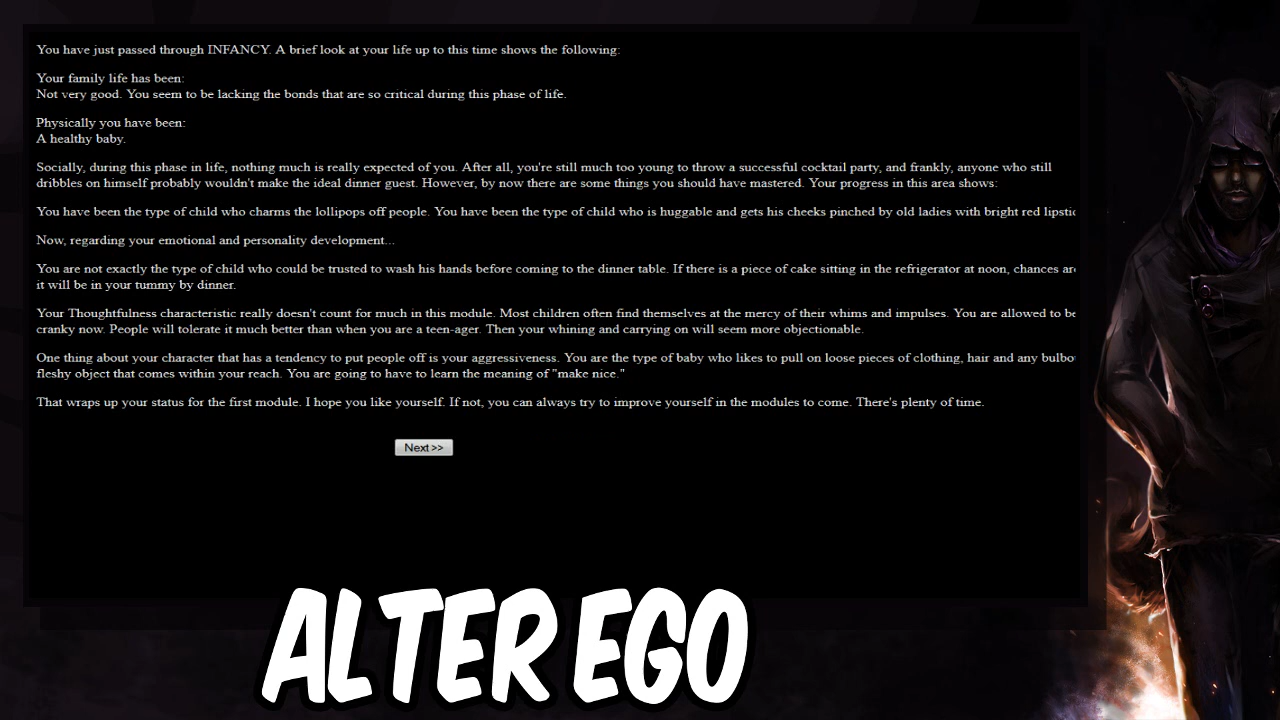 You have just passed through INFANCY. A brief look at your life up to this time shows the following:
Your family life has been:
Not very good. You seem to be lacking the bonds that are so critical during this phase of life.
Physically you have been:
A healthy baby.
Socially, during this phase in life, nothing much is really expected of you. After all, you're still much too young to throw a successful cocktail party, and frankly, anyone who still
dribbles on himself probably wouldn't make the ideal dinner guest. However, by now there are some things you should have mastered. Your progress in this area shows:
You have been the type of child who charms the lollipops off people. You have been the type of child who is huggable and gets his cheeks pinched by old ladies with bright red
Now, regarding your emotional and personality development...
You are not exactly the type of child who could be trusted to wash his hands before coming to the dinner table. If there is a piece of cake sitting in the refrigerator at noon, chances are
it will be in your tummy by dinner.
Your Thoughtfulness characteristic really doesn't count for much in this module. Most children often find themselves at the mercy of their whims and impulses. You are allowed to be
cranky now. People will tolerate it much better than when you are a teen-ager. Then your whining and carrying on will seem more objectionable.
One thing about your character that has a tendency to put people off is your aggressiveness. You are the type of baby who likes to pull on loose pieces of clothing, hair and any
fleshy object that comes within your reach. You are going to have to learn the meaning of "make nice."
That wraps up your status for the first module. I hope you like yourself. If not, you can always try to improve yourself in the modules to come. There's plenty of time.
Next >>
ALTER EGO